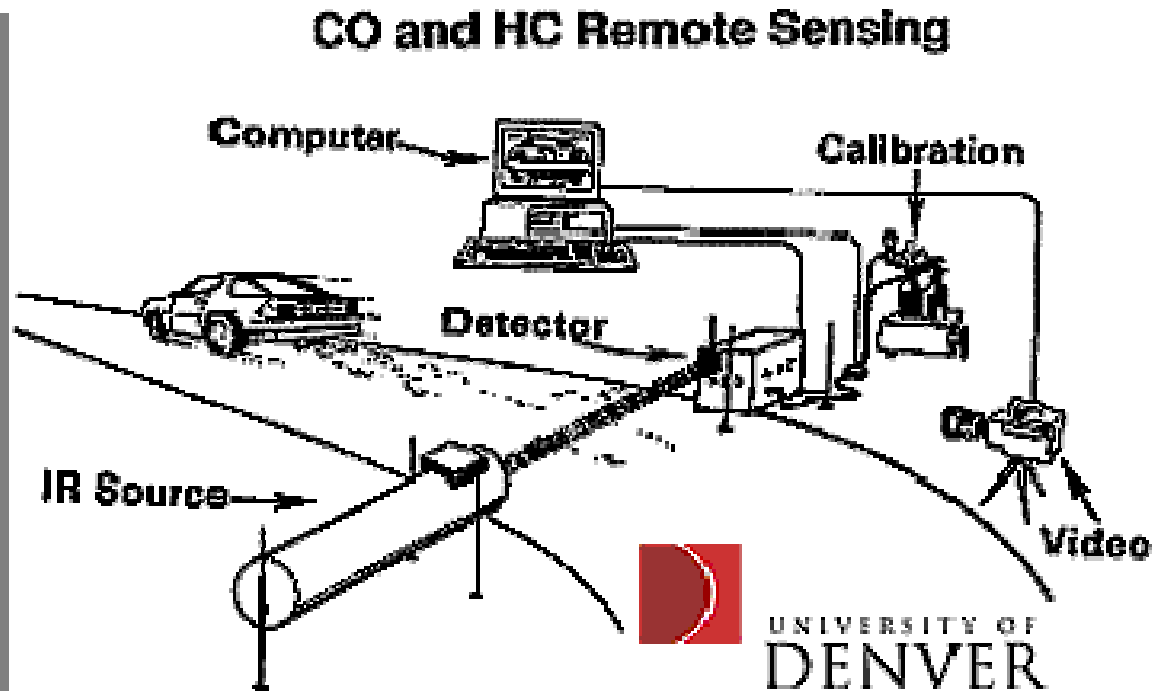 CO and HC Remote Sensing
Computer
Calibration
Detector
IR Source
Video
UNIVERSITY OF
DENVER